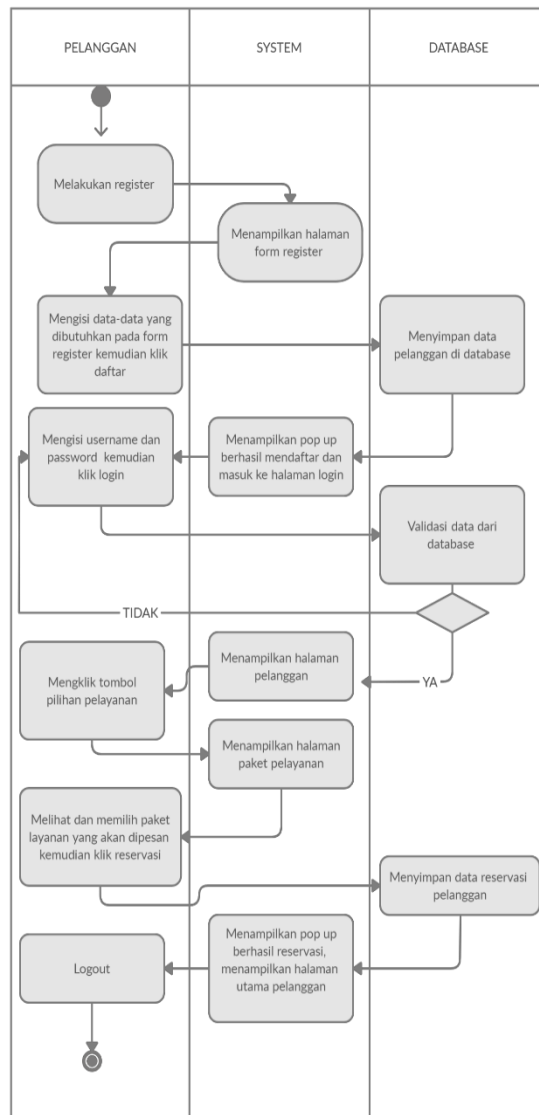 PELANGGAN
SYSTEM
DATABASE
Melakukan register
Menampilkan halaman
form register
Mengisi data-data yang
dibutuhkan pada form
register kemudian klik
daftar
Menyimpan data
pelanggan di database
Mengisi username dan
password kemudian
klik login
Menampilkan pop up
berhasil mendaftar dan
masuk ke halaman login
Validasi data dari
database
TIDAK
YA
Menampilkan halaman
pelanggan
Mengklik tombol
pilihan pelayanan
Menampilkan halaman
paket pelayanan
Melihat dan memilih paket
layanan yang akan dipesan
kemudian klik reservasi
Menyimpan data reservasi
pelanggan
Menampilkan pop up
berhasil reservasi,
menampilkan halaman
utama pelanggan
Logout